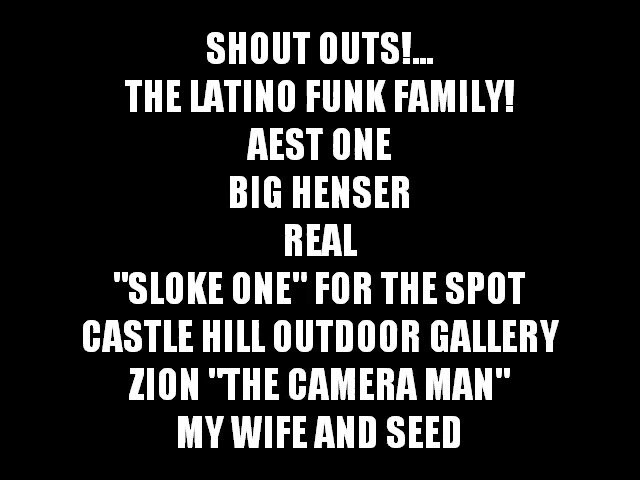 SHOUT OUTS!...
THE LATINO FUNK FAMILY!
AEST ONE
BIG HENSER
REAL
"SLOKE ONE" FOR THE SPOT
CASTLE HILL OUTDOOR GALLERY
ZION "THE CAMERA MAN"
MY WIFE AND SEED